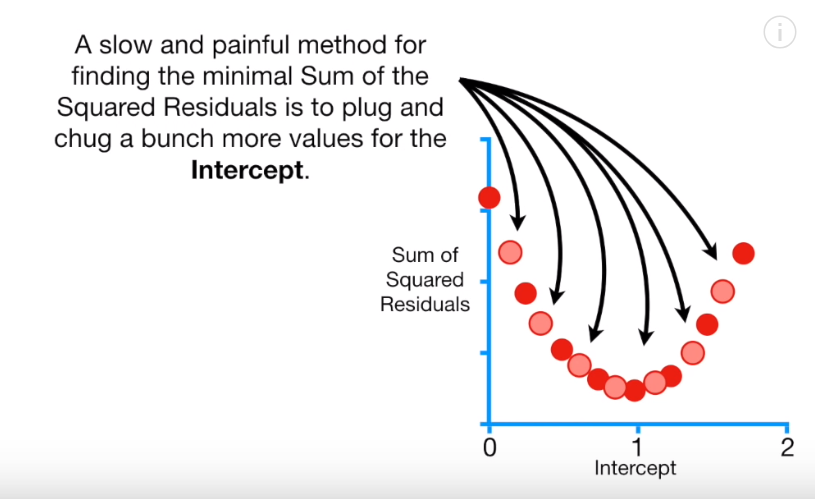 A slow and painful method for
finding the minimal Sum of the
Squared Residuals is to plug and
chug a bunch more values for the
Intercept.
Sum of
Squared
Residuals
0
1
2
Intercept
i